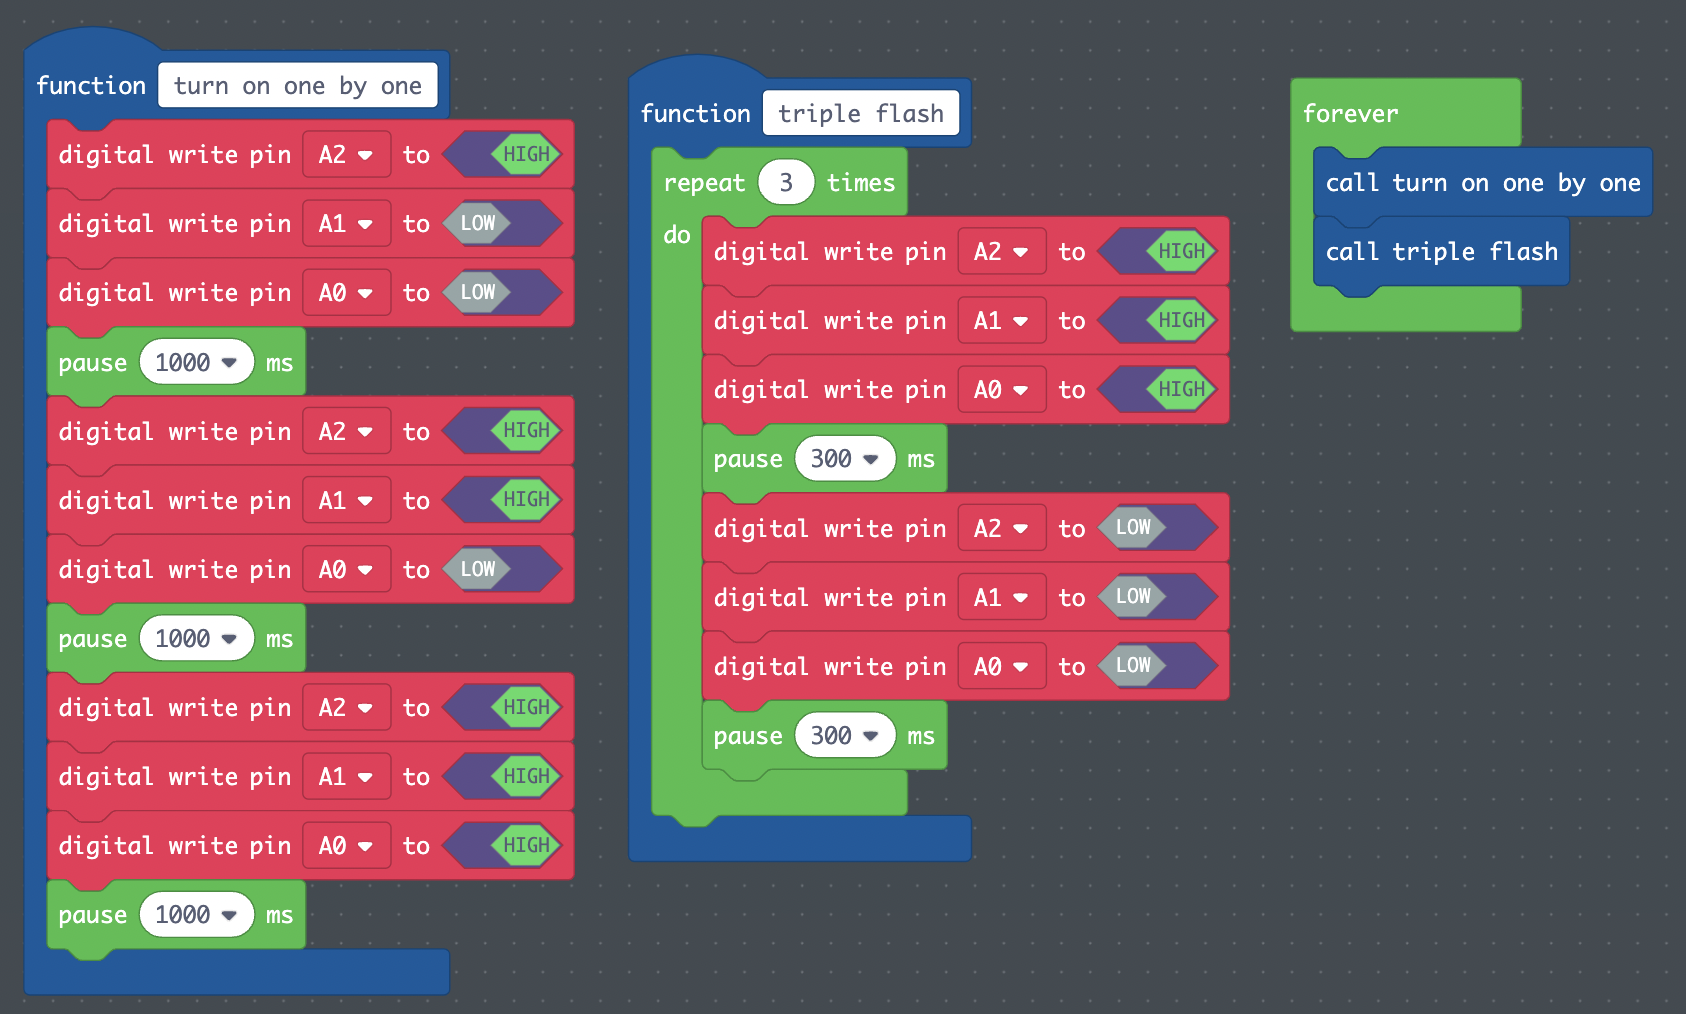 function turn on one by one
digital write pin A2 to HIGH
digital write pin A1 to LOW
digital write pin A0 to LOW
pause 1000 ms
digital write pin A2 to HIGH
digital write pin A1 to HIGH
digital write pin A0 to LOW
pause 1000 ms
digital write pin A2 to HIGH
digital write pin A1 to HIGH
digital write pin A0 to HIGH
pause 1000 ms
function triple flash
repeat 3 times
do
digital write pin A2 to HIGH
digital write pin A1 to HIGH
digital write pin A0 to HIGH
pause 300 ms
digital write pin A2 to LOW
digital write pin A1 to LOW
digital write pin A0 to LOW
pause 300 ms
forever
call turn on one by one
call triple flash